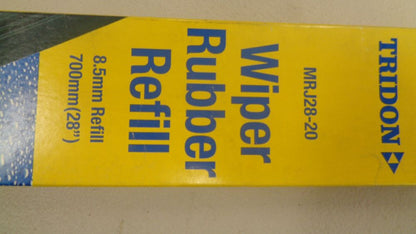 TRIDON
MRJ28-20
Wiper
Rubber
Refill
8.5mm Refill
700mm(28")